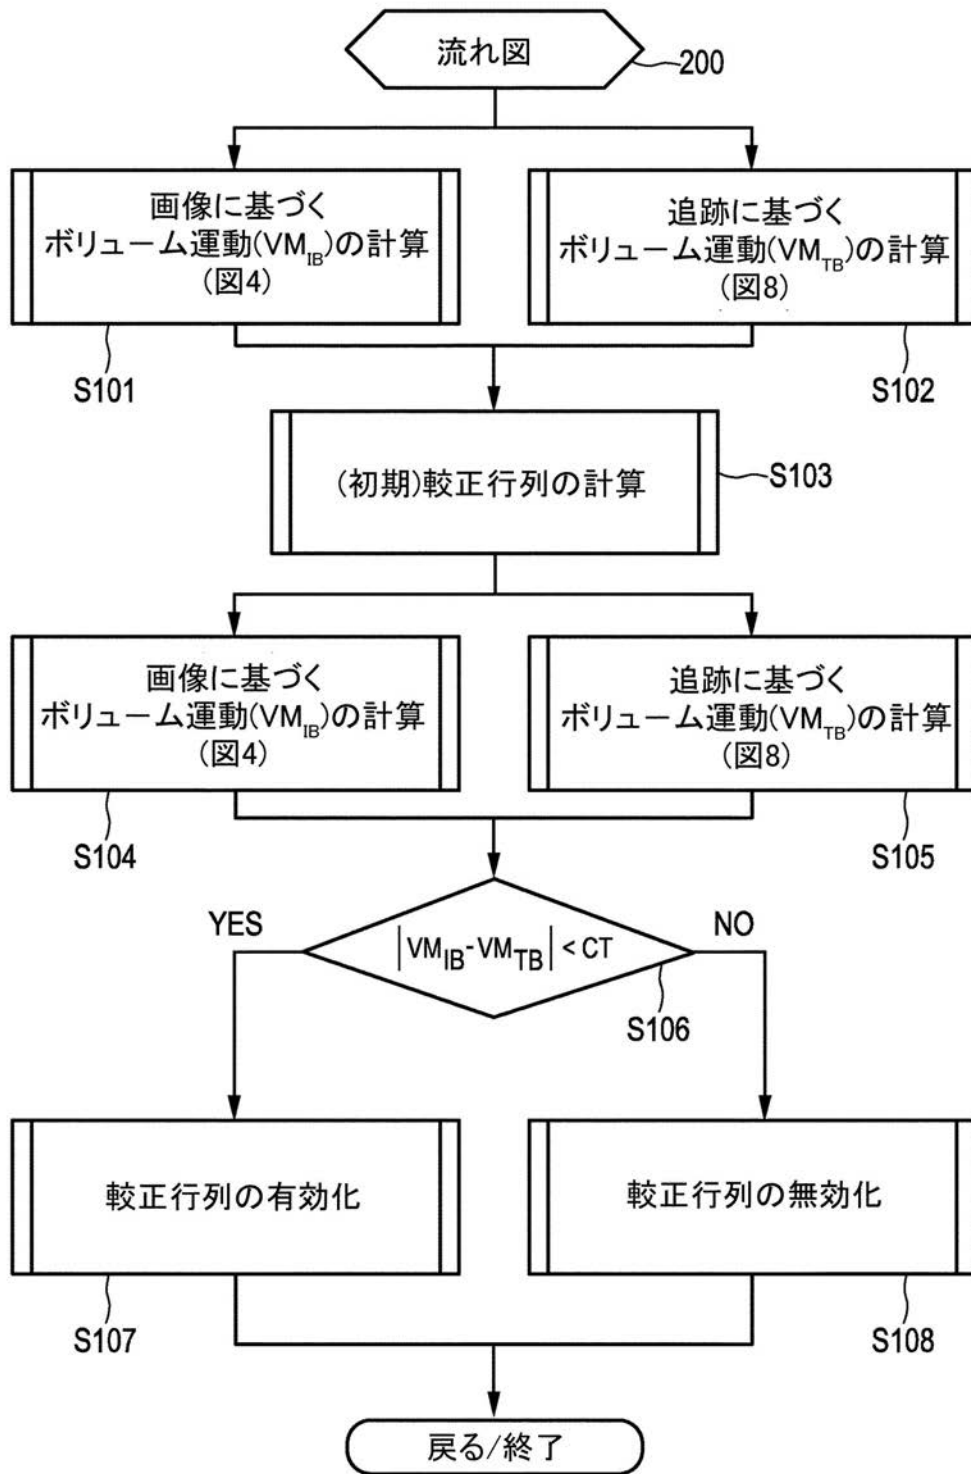 流れ図
200
画像に基づく
ボリューム運動(VM_IB)の計算
(図4)
S101
追跡に基づく
ボリューム運動(VM_TB)の計算
(図8)
S102
(初期)較正行列の計算
S103
画像に基づく
ボリューム運動(VM_IB)の計算
(図4)
S104
追跡に基づく
ボリューム運動(VM_TB)の計算
(図8)
S105
YES
|VM_IB-VM_TB| < CT
NO
S106
較正行列の有効化
S107
較正行列の無効化
S108
戻る/終了